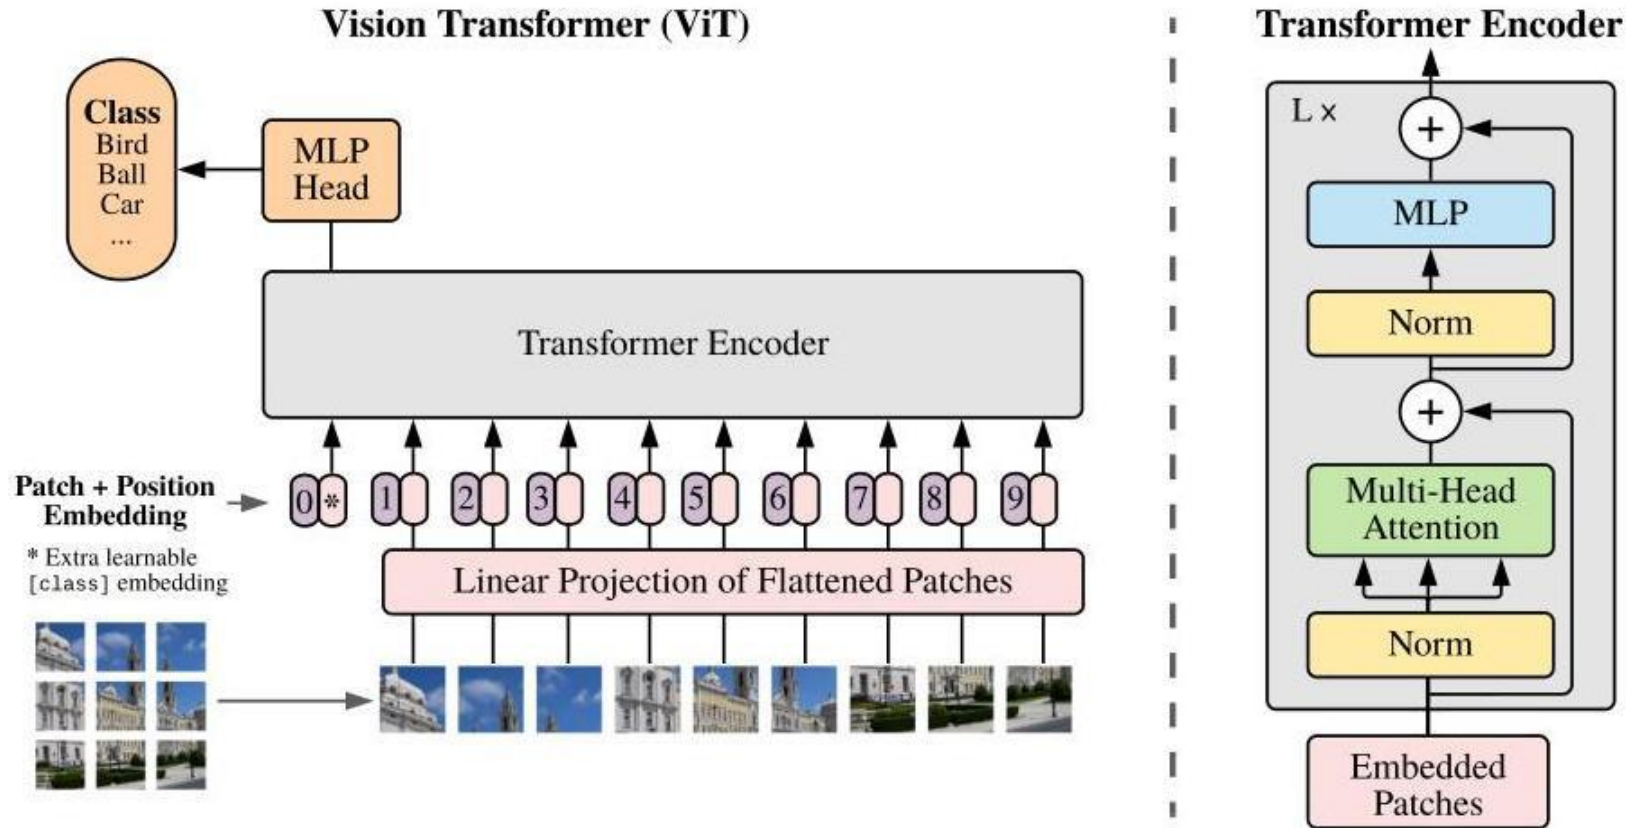 Vision Transformer (ViT)
Class
Bird
Ball
Car
...
MLP
Head
Transformer Encoder
Patch + Position
Embedding
0 * 1 2 3 4 5 6 7 8 9
* Extra learnable
[class] embedding
Linear Projection of Flattened Patches
Transformer Encoder
L ×
+
MLP
Norm
+
Multi-Head
Attention
Norm
Embedded
Patches